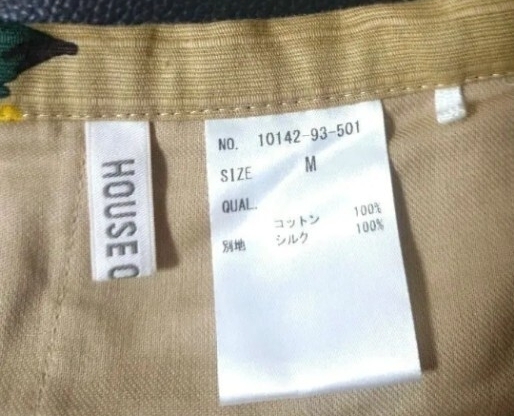 HOUSE O
NO. 10142-93-501
SIZE M
QUAL.
コットン 100%
別地 シルク 100%